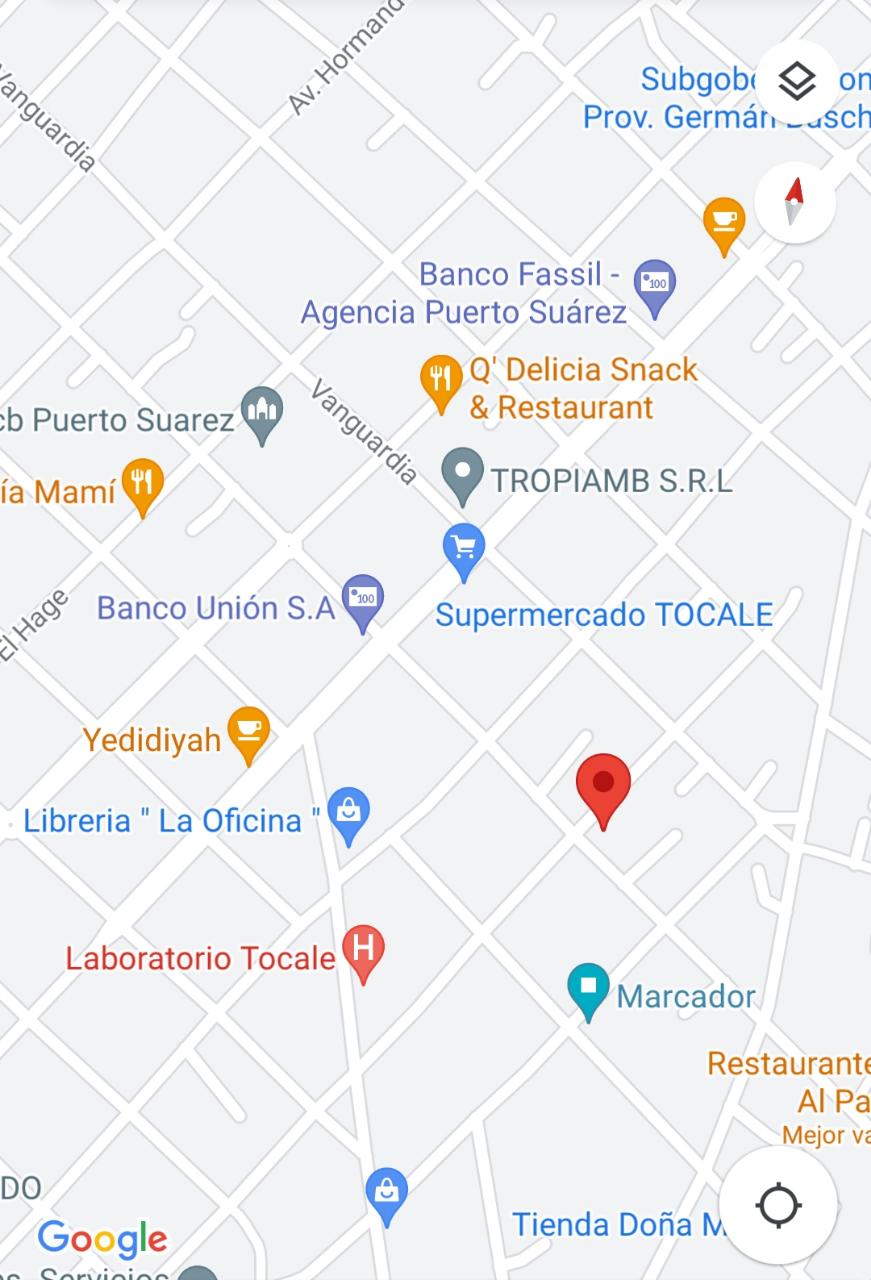 Av. Hormand
Vanguardia
Subgobe
on
Prov. Germán Busch
Banco Fassil -
Agencia Puerto Suárez
Q' Delicia Snack
& Restaurant
Vanguardia
cb Puerto Suarez
TROPIAMB S.R.L
ía Mamí
100
100
Banco Unión S.A
Supermercado TOCALE
El Hage
Yedidiyah
Libreria " La Oficina "
Laboratorio Tocale
H
Marcador
Restaurante
Al Pa
Mejor va
DO
Tienda Doña M
Google
s. Servicios